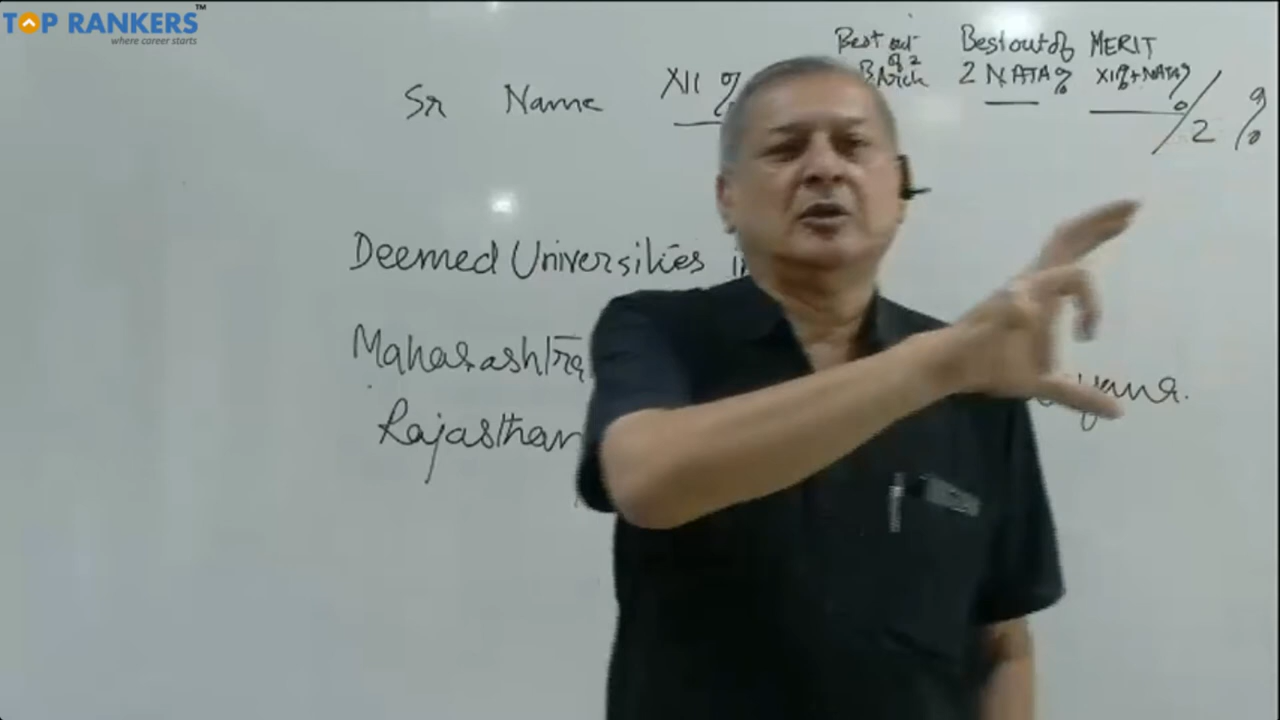 TOP RANKERS™
where career starts
Best out Best out of MERIT
of 2 B.Arch 2 NATA % XII%+NATA%
Sr Name XII % /2 %
Deemed Universities
Maharashtra
Rajasthan